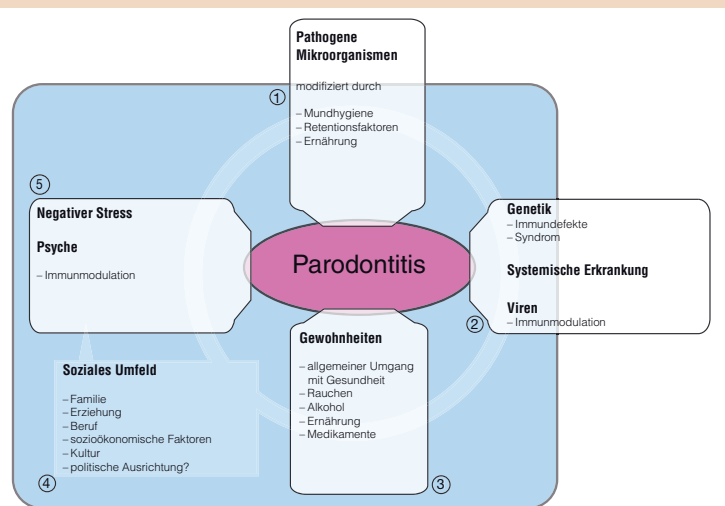 Pathogene
Mikroorganismen
modifiziert durch
①
– Mundhygiene
– Retentionsfaktoren
– Ernährung
⑤
Negativer Stress
Psyche
– Immunmodulation
Genetik
– Immundefekte
– Syndrom
Systemische Erkrankung
Viren
– Immunmodulation
②
Parodontitis
Gewohnheiten
– allgemeiner Umgang
mit Gesundheit
– Rauchen
– Alkohol
– Ernährung
– Medikamente
③
Soziales Umfeld
– Familie
– Erziehung
– Beruf
– sozioökonomische Faktoren
– Kultur
– politische Ausrichtung?
④